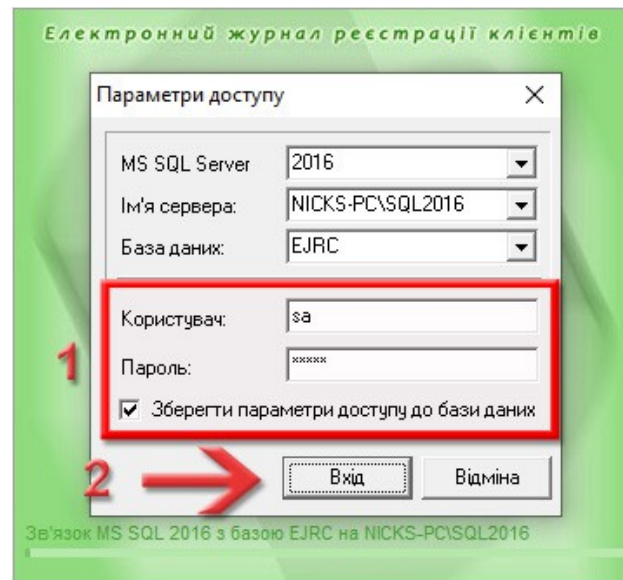 Електронний журнал реєстрації клієнтів
Параметри доступу
MS SQL Server 2016
Ім'я сервера: NICKS-PC\SQL2016
База даних: EJRC
Користувач: sa
1
Пароль: *****
Зберегти параметри доступу до бази даних
2
Вхід Відміна
Зв'язок MS SQL 2016 з базою EJRC на NICKS-PC\SQL2016